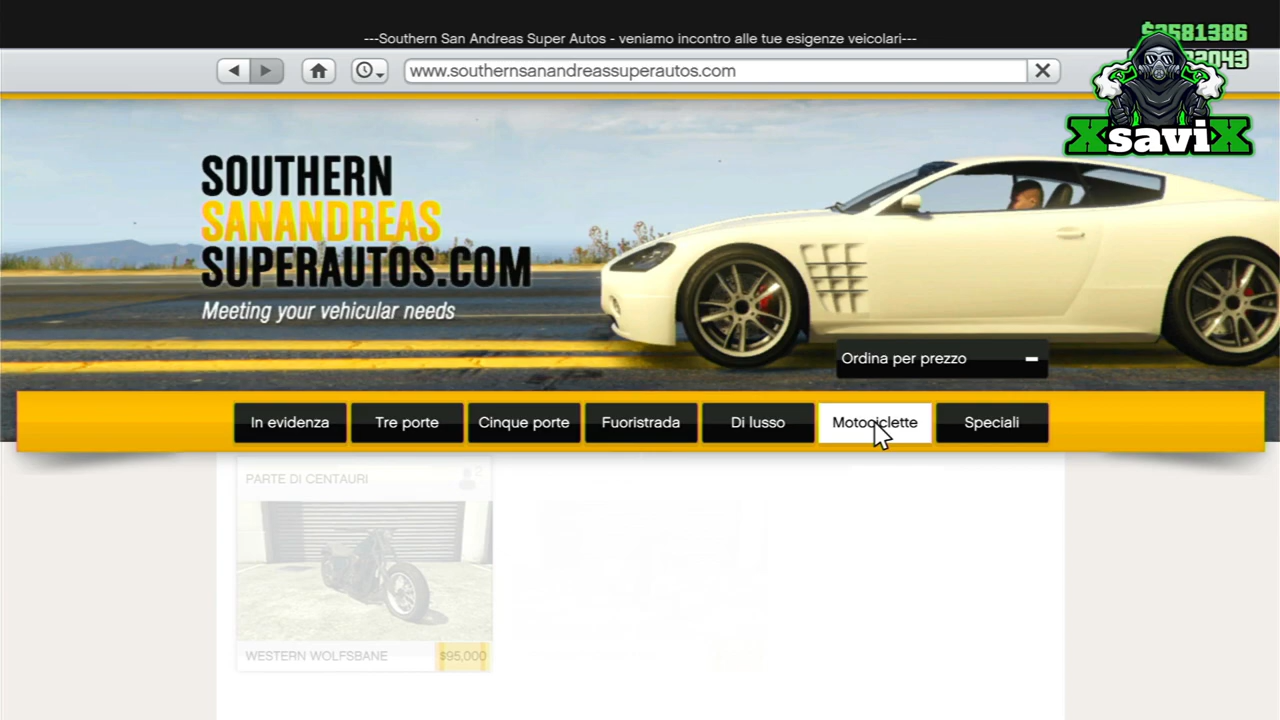 ---Southern San Andreas Super Autos - veniamo incontro alle tue esigenze veicolari---
www.southernsanandreassuperautos.com
XsaviX
SOUTHERN
SANANDREAS
SUPERAUTOS.COM
Meeting your vehicular needs
Ordina per prezzo
In evidenza
Tre porte
Cinque porte
Fuoristrada
Di lusso
Motociclette
Speciali
PARTE DI CENTAURI
2
WESTERN WOLFSBANE
$95,000